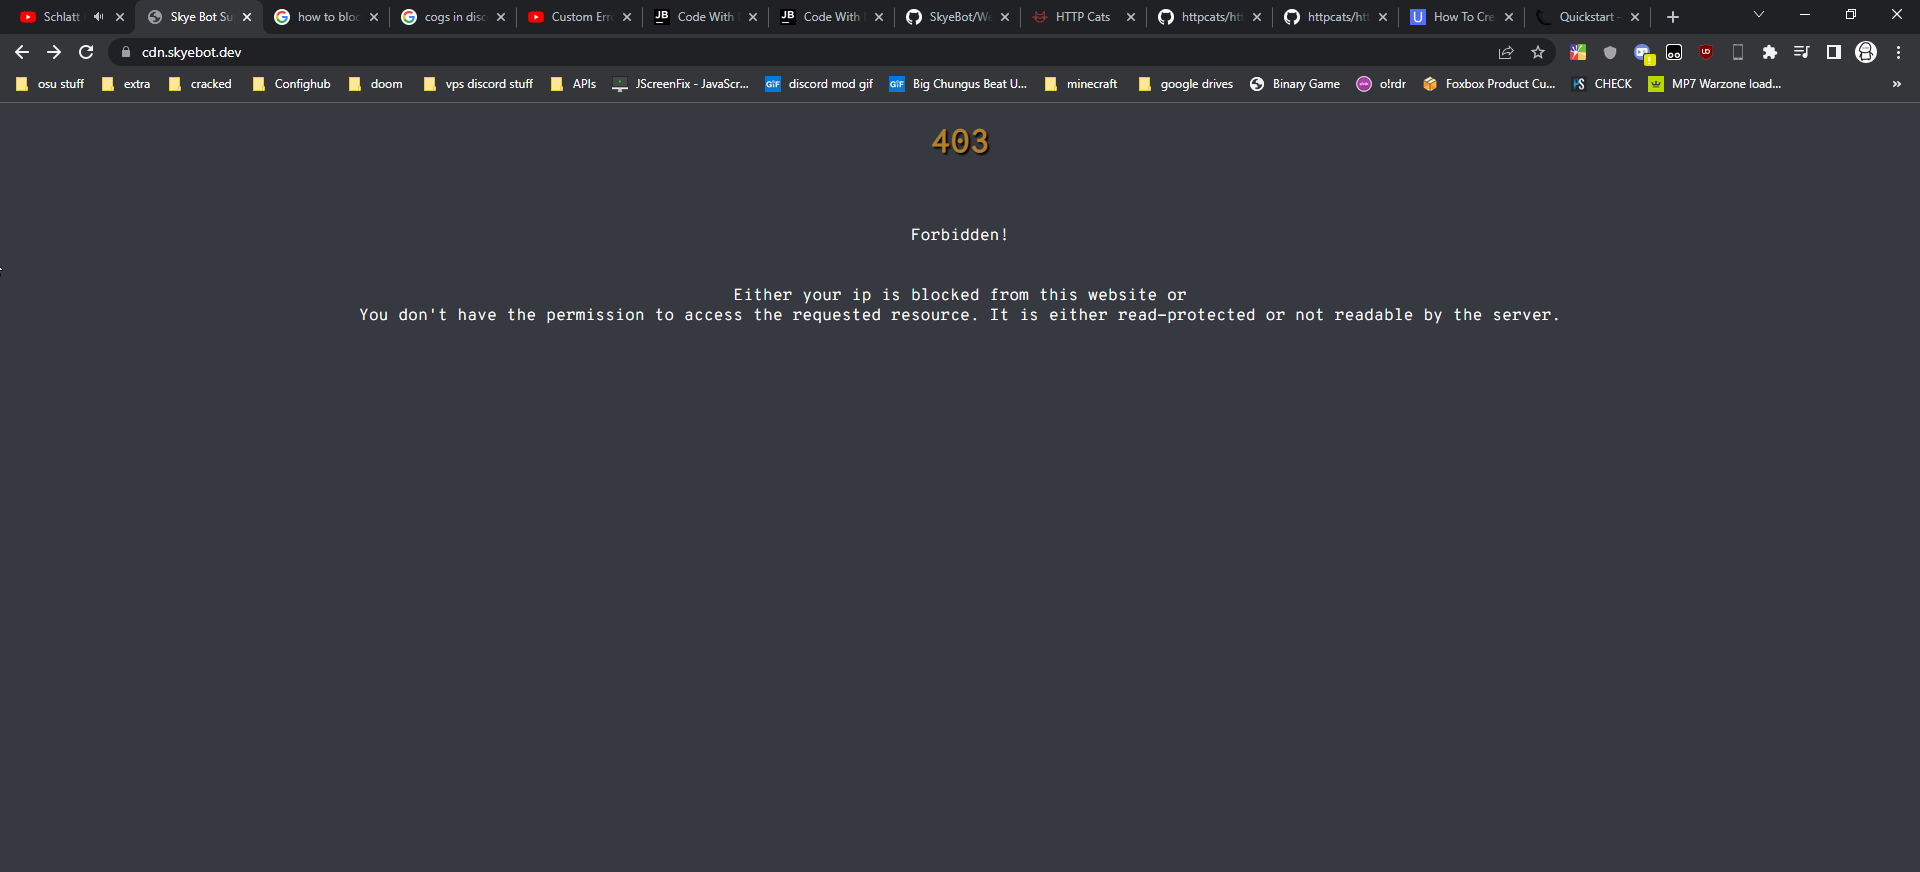 Schlatt
Skye Bot Su
how to bloc
cogs in disc
Custom Erro
JB Code With
JB Code With
SkyeBot/We
HTTP Cats
httpcats/htt
httpcats/htt
U How To Cre
Quickstart
cdn.skyebot.dev
osu stuff
extra
cracked
Confighub
doom
vps discord stuff
APIs
JScreenFix - JavaScr...
GIF discord mod gif
GIF Big Chungus Beat U...
minecraft
google drives
Binary Game
o!rdr
Foxbox Product Cu...
CHECK
MP7 Warzone load...
403
Forbidden!
Either your ip is blocked from this website or
You don't have the permission to access the requested resource. It is either read-protected or not readable by the server.